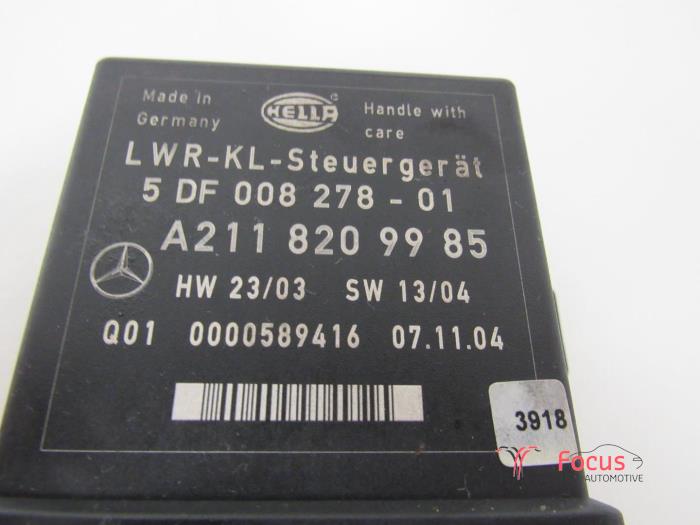 Made in
Germany
HELLA
®
Handle with
care
LWR-KL-Steuergerät
5 DF 008 278 - 01
A211 820 99 85
HW 23/03 SW 13/04
Q01 0000589416 07.11.04
3918
Focus
AUTOMOTIVE